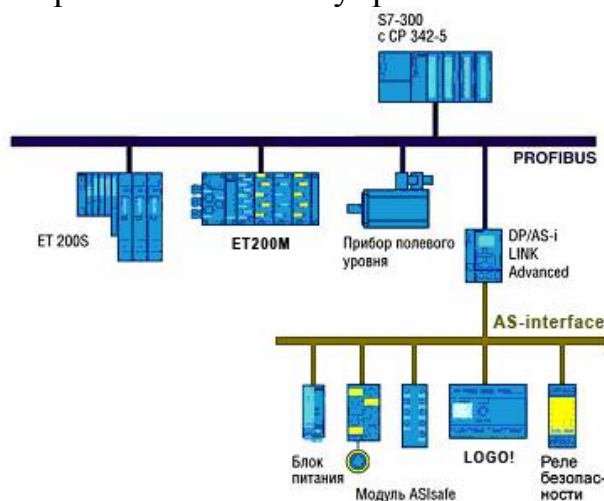 S7-300
с CP 342-5
PROFIBUS
ET 200S
ET200M
Прибор полевого
уровня
DP/AS-i
LINK
Advanced
AS-interface
Блок
питания
Модуль ASIsafe
LOGO!
Реле
безопас-
ности